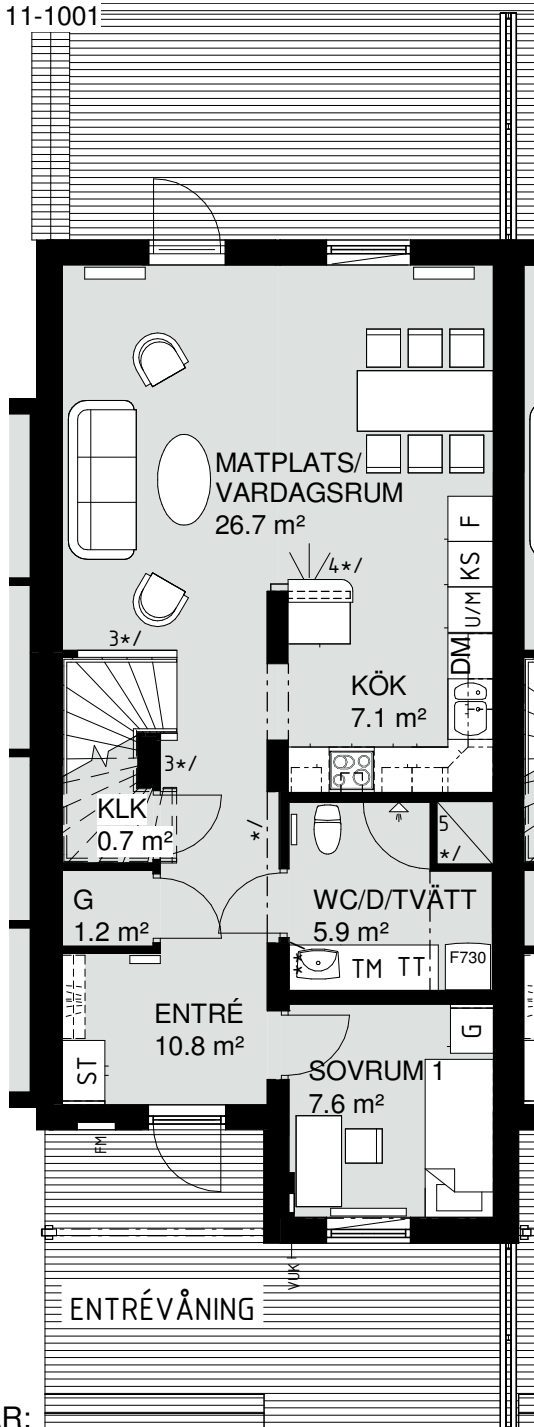 11-1001
MATPLATS/
VARDAGSRUM
26.7 m²
F
KS
U/M
DM
4*/
3*/
KÖK
7.1 m²
3*/
KLK
0.7 m²
*/
5
*/
G
1.2 m²
WC/D/TVÄTT
5.9 m²
**
TM
TT
F730
ENTRÉ
10.8 m²
G
ST
SOVRUM 1
7.6 m²
FM
VUK
ENTRÉVÅNING
AR: